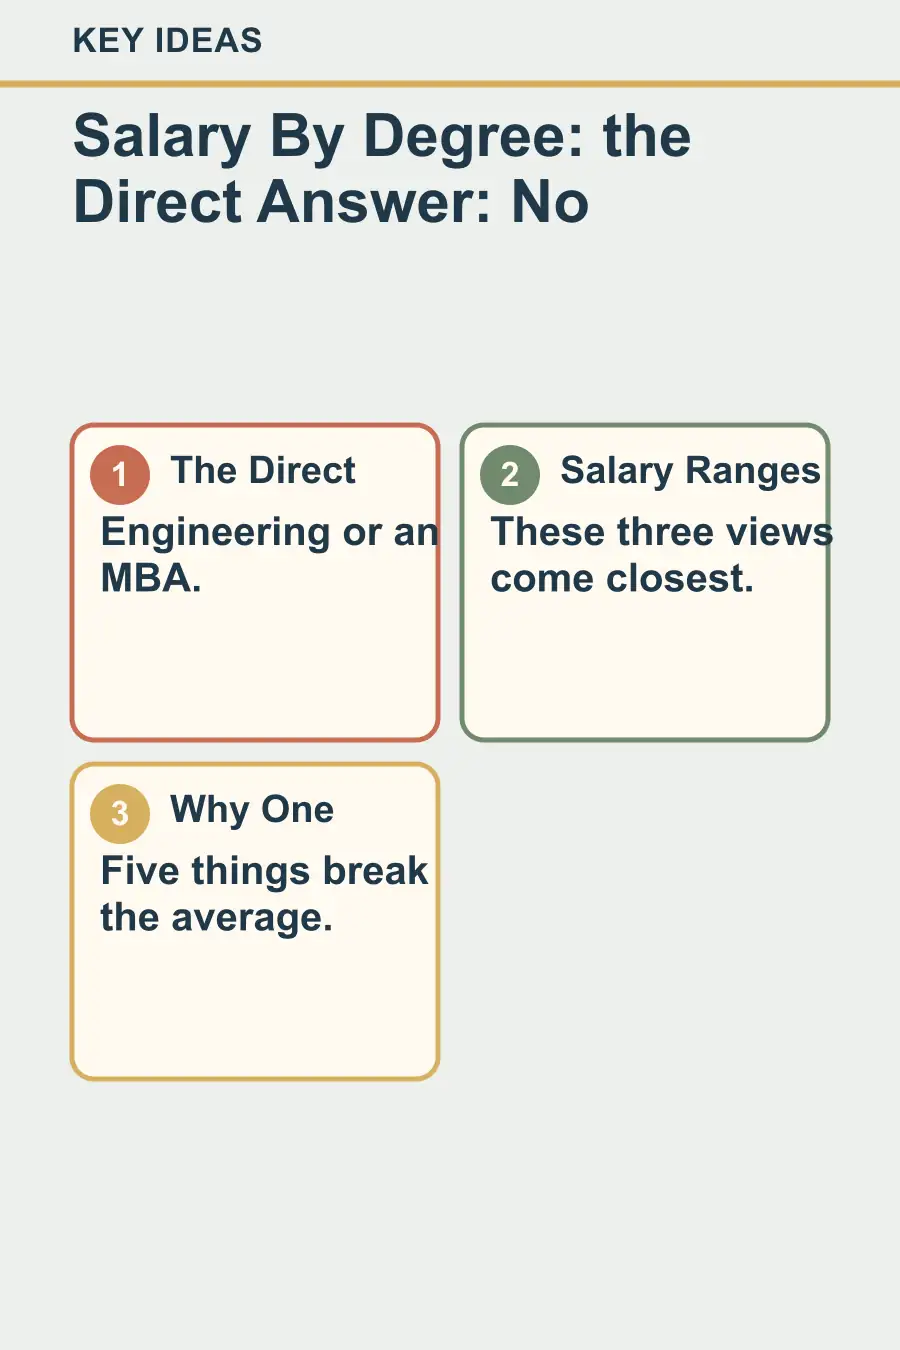 KEY IDEAS
Salary By Degree: the
Direct Answer: No
1 The Direct
Engineering or an
MBA.
2 Salary Ranges
These three views
come closest.
3 Why One
Five things break
the average.